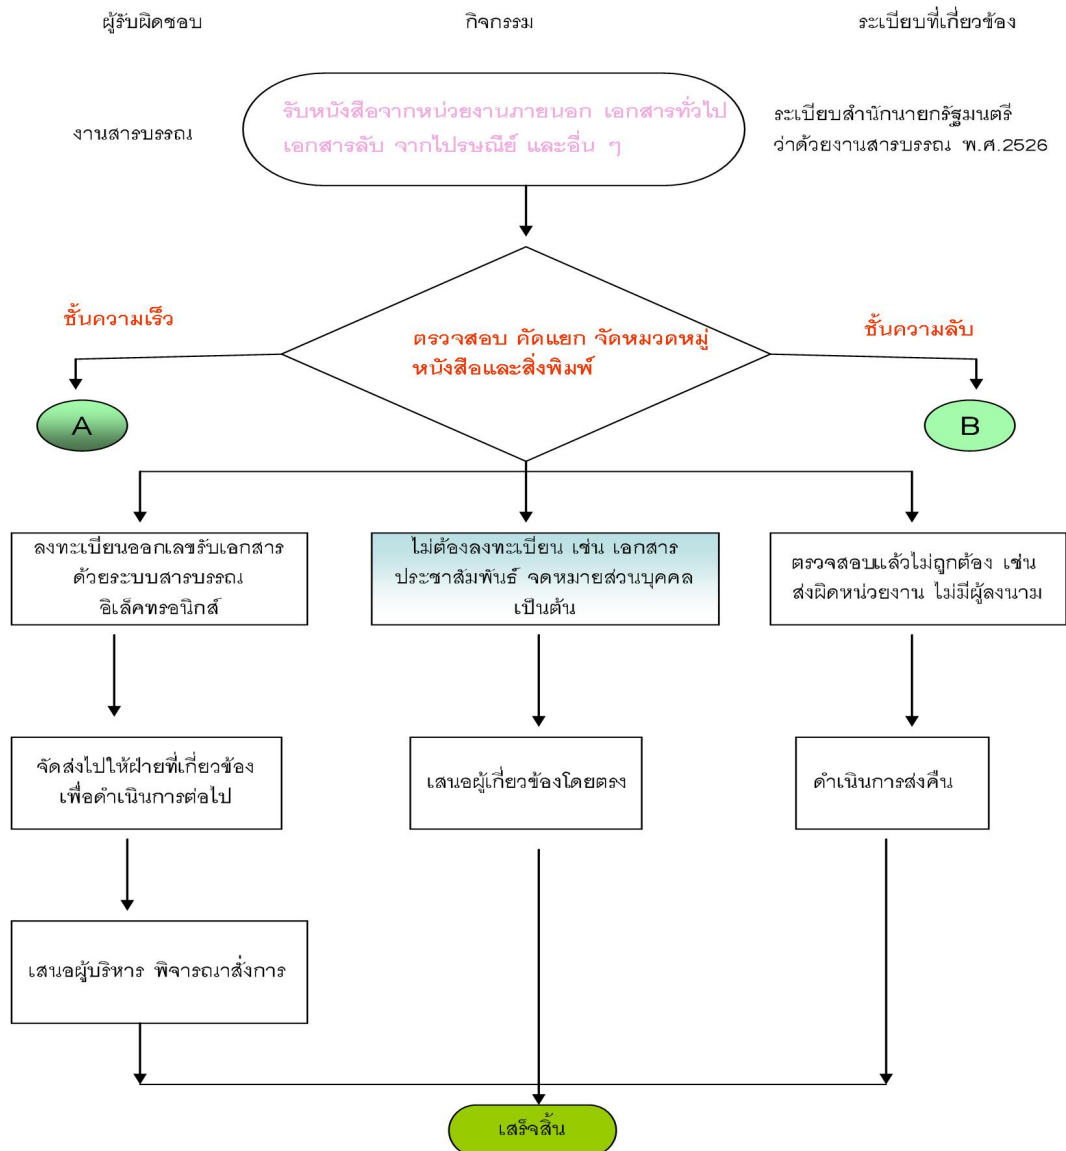 ผู้รับผิดชอบ
กิจกรรม
ระเบียบที่เกี่ยวข้อง
งานสารบรรณ
รับหนังสือจากหน่วยงานภายนอก เอกสารทั่วไป
เอกสารลับ จากไปรษณีย์ และอื่น ๆ
ระเบียบสำนักนายกรัฐมนตรี
ว่าด้วยงานสารบรรณ พ.ศ.2526
ชั้นความเร็ว
ตรวจสอบ คัดแยก จัดหมวดหมู่
หนังสือและสิ่งพิมพ์
ชั้นความลับ
A
B
ลงทะเบียนออกเลขรับเอกสาร
ด้วยระบบสารบรรณ
อิเล็คทรอนิกส์
ไม่ต้องลงทะเบียน เช่น เอกสาร
ประชาสัมพันธ์ จดหมายส่วนบุคคล
เป็นต้น
ตรวจสอบแล้วไม่ถูกต้อง เช่น
ส่งผิดหน่วยงาน ไม่มีผู้ลงนาม
จัดส่งไปให้ฝ่ายที่เกี่ยวข้อง
เพื่อดำเนินการต่อไป
เสนอผู้เกี่ยวข้องโดยตรง
ดำเนินการส่งคืน
เสนอผู้บริหาร พิจารณาสั่งการ
เสร็จสิ้น